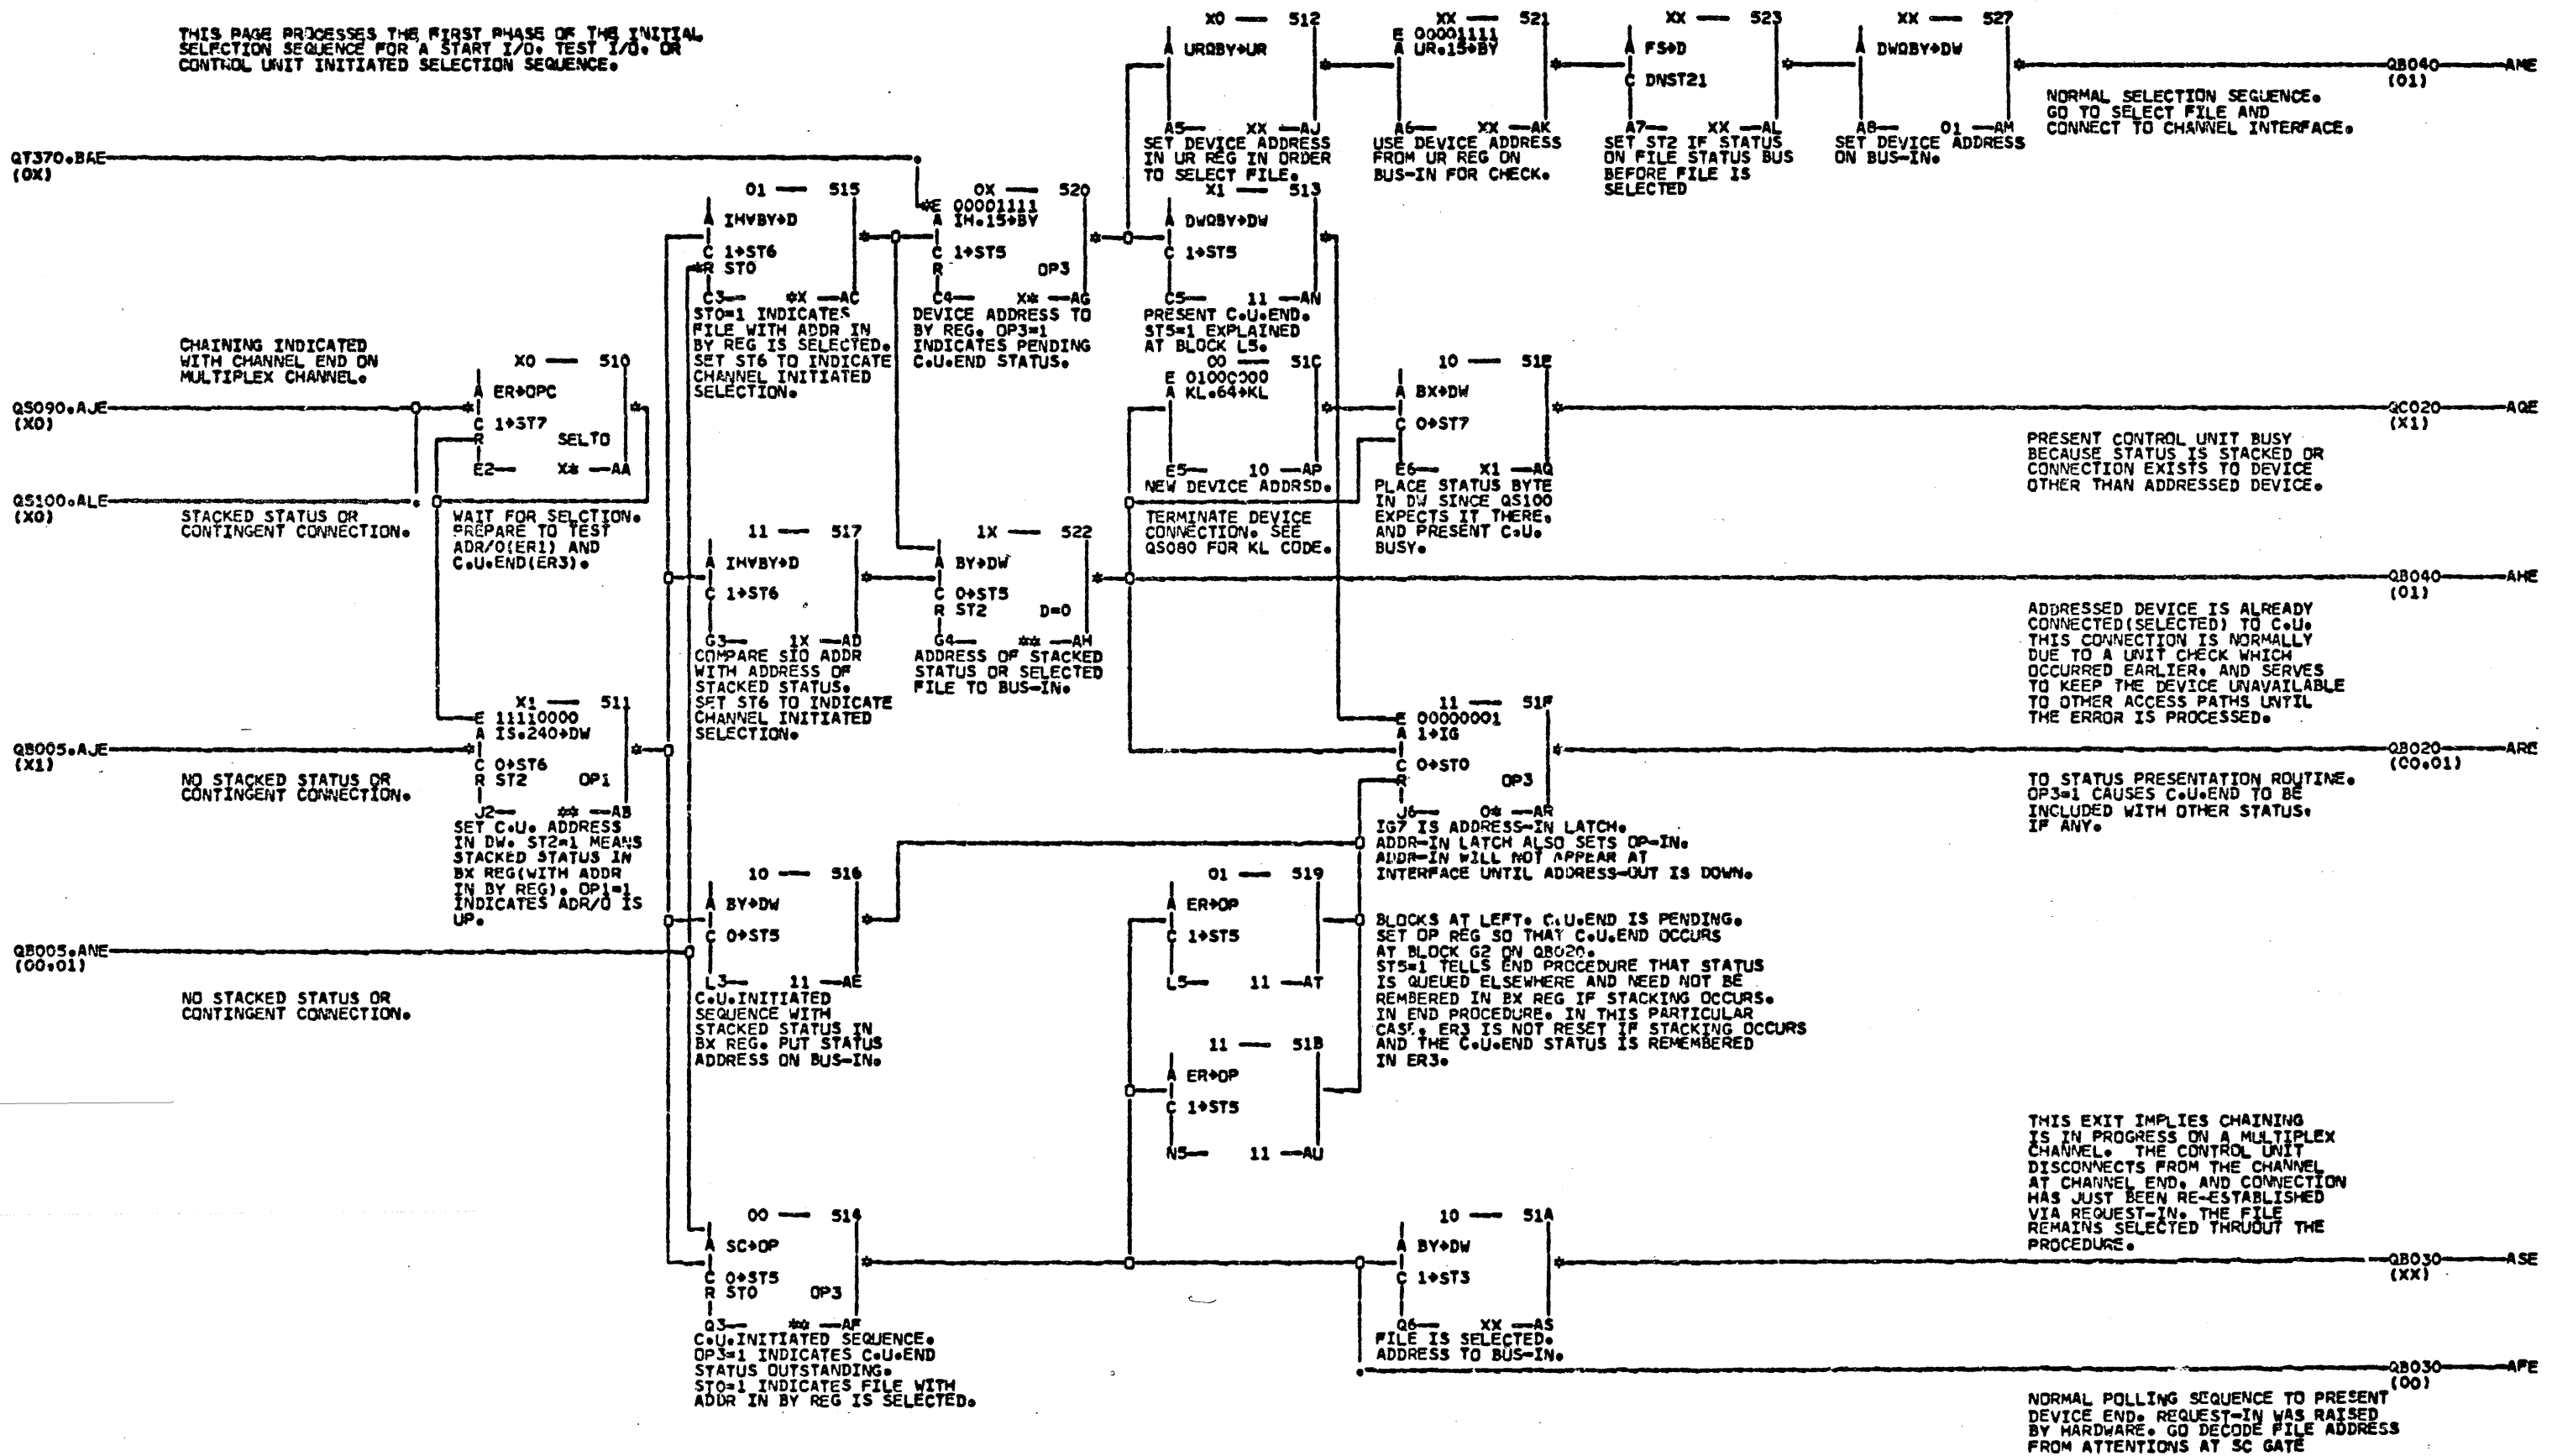 THIS PAGE PROCESSES THE FIRST PHASE OF THE INITIAL
SELECTION SEQUENCE FOR A START I/O. TEST I/O. OR
CONTROL UNIT INITIATED SELECTION SEQUENCE.
X0 — 512
A URΩBY→UR
A5— XX —AJ
SET DEVICE ADDRESS
IN UR REG IN ORDER
TO SELECT FILE.
XX — 521
E 00001111
A UR.15→BY
A6— XX —AK
USE DEVICE ADDRESS
FROM UR REG ON
BUS-IN FOR CHECK.
XX — 523
A FS→D
C DNST21
A7— XX —AL
SET ST2 IF STATUS
ON FILE STATUS BUS
BEFORE FILE IS
SELECTED
XX — 527
A DWΩBY→DW
A8— 01 —AM
SET DEVICE ADDRESS
ON BUS-IN.
QB040 —AME
(01)
NORMAL SELECTION SEQUENCE.
GO TO SELECT FILE AND
CONNECT TO CHANNEL INTERFACE.
QT370.BAE
(0X)
01 — 515
A IH∀BY→D
C 1→ST6
R ST0
C3— *X —AC
ST0=1 INDICATES
FILE WITH ADDR IN
BY REG IS SELECTED.
SET ST6 TO INDICATE
CHANNEL INITIATED
SELECTION.
0X — 520
E 00001111
A IH.15→BY
C 1→ST5
R OP3
C4— X* —AG
DEVICE ADDRESS TO
BY REG. OP3=1
INDICATES PENDING
C.U.END STATUS.
X1 — 513
A DWΩBY→DW
C 1→ST5
C5— 11 —AN
PRESENT C.U.END.
ST5=1 EXPLAINED
AT BLOCK L5.
CHAINING INDICATED
WITH CHANNEL END ON
MULTIPLEX CHANNEL.
QS090.AJE
(X0)
X0 — 510
A ER→OPC
C 1→ST7
R SELTO
E2— X* —AA
WAIT FOR SELCTION.
PREPARE TO TEST
ADR/O(ER1) AND
C.U.END(ER3).
QS100.ALE
(X0)
STACKED STATUS OR
CONTINGENT CONNECTION.
00 — 51C
E 01000000
A KL.64→KL
E5— 10 —AP
NEW DEVICE ADDRSD.
TERMINATE DEVICE
CONNECTION. SEE
QS080 FOR KL CODE.
10 — 51E
A BX→DW
C 0→ST7
E6— X1 —AQ
PLACE STATUS BYTE
IN DW SINCE QS100
EXPECTS IT THERE.
AND PRESENT C.U.
BUSY.
QC020 —AQE
(X1)
PRESENT CONTROL UNIT BUSY
BECAUSE STATUS IS STACKED OR
CONNECTION EXISTS TO DEVICE
OTHER THAN ADDRESSED DEVICE.
11 — 517
A IH∀BY→D
C 1→ST6
G3— 1X —AD
COMPARE SIO ADDR
WITH ADDRESS OF
STACKED STATUS.
SET ST6 TO INDICATE
CHANNEL INITIATED
SELECTION.
1X — 522
A BY→DW
C 0→ST5
R ST2 D=0
G4— ** —AH
ADDRESS OF STACKED
STATUS OR SELECTED
FILE TO BUS-IN.
QB040 —AHE
(01)
ADDRESSED DEVICE IS ALREADY
CONNECTED(SELECTED) TO C.U.
THIS CONNECTION IS NORMALLY
DUE TO A UNIT CHECK WHICH
OCCURRED EARLIER. AND SERVES
TO KEEP THE DEVICE UNAVAILABLE
TO OTHER ACCESS PATHS UNTIL
THE ERROR IS PROCESSED.
QB005.AJE
(X1)
NO STACKED STATUS OR
CONTINGENT CONNECTION.
X1 — 511
E 11110000
A IS.240→DW
C 0→ST6
R ST2 OP1
J2— ** —AB
SET C.U. ADDRESS
IN DW. ST2=1 MEANS
STACKED STATUS IN
BX REG(WITH ADDR
IN BY REG). OP1=1
INDICATES ADR/O IS
UP.
11 — 51F
E 00000001
A 1→IG
C 0→ST0
R OP3
J6— 0* —AR
IG7 IS ADDRESS-IN LATCH.
ADDR-IN LATCH ALSO SETS OP-IN.
ADDR-IN WILL NOT APPEAR AT
INTERFACE UNTIL ADDRESS-OUT IS DOWN.
QB020 —ARE
(00.01)
TO STATUS PRESENTATION ROUTINE.
OP3=1 CAUSES C.U.END TO BE
INCLUDED WITH OTHER STATUS.
IF ANY.
QB005.ANE
(00.01)
NO STACKED STATUS OR
CONTINGENT CONNECTION.
10 — 516
A BY→DW
C 0→ST5
L3— 11 —AE
C.U.INITIATED
SEQUENCE WITH
STACKED STATUS IN
BX REG. PUT STATUS
ADDRESS ON BUS-IN.
01 — 519
A ER→OP
C 1→ST5
L5— 11 —AT
BLOCKS AT LEFT. C.U.END IS PENDING.
SET OP REG SO THAT C.U.END OCCURS
AT BLOCK G2 ON QB020.
ST5=1 TELLS END PROCEDURE THAT STATUS
IS QUEUED ELSEWHERE AND NEED NOT BE
REMBERED IN BX REG IF STACKING OCCURS.
IN END PROCEDURE. IN THIS PARTICULAR
CASE. ER3 IS NOT RESET IF STACKING OCCURS
AND THE C.U.END STATUS IS REMEMBERED
IN ER3.
11 — 51B
A ER→OP
C 1→ST5
N5— 11 —AU
00 — 514
A SC→OP
C 0→ST5
R ST0 OP3
Q3— ** —AF
C.U.INITIATED SEQUENCE.
OP3=1 INDICATES C.U.END
STATUS OUTSTANDING.
ST0=1 INDICATES FILE WITH
ADDR IN BY REG IS SELECTED.
10 — 51A
A BY→DW
C 1→ST3
Q6— XX —AS
FILE IS SELECTED.
ADDRESS TO BUS-IN.
THIS EXIT IMPLIES CHAINING
IS IN PROGRESS ON A MULTIPLEX
CHANNEL. THE CONTROL UNIT
DISCONNECTS FROM THE CHANNEL
AT CHANNEL END. AND CONNECTION
HAS JUST BEEN RE-ESTABLISHED
VIA REQUEST-IN. THE FILE
REMAINS SELECTED THRUOUT THE
PROCEDURE.
QB030 —ASE
(XX)
QB030 —AFE
(00)
NORMAL POLLING SEQUENCE TO PRESENT
DEVICE END. REQUEST-IN WAS RAISED
BY HARDWARE. GO DECODE FILE ADDRESS
FROM ATTENTIONS AT SC GATE